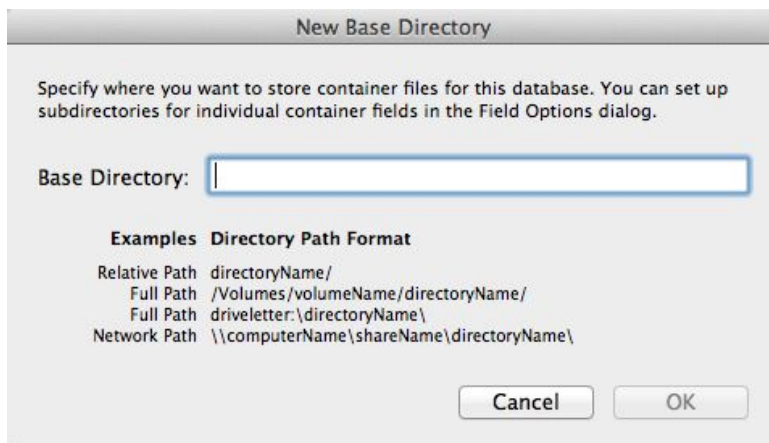 New Base Directory
Specify where you want to store container files for this database. You can set up
subdirectories for individual container fields in the Field Options dialog.
Base Directory:
Examples Directory Path Format
Relative Path directoryName/
Full Path /Volumes/volumeName/directoryName/
Full Path driveletter:\directoryName\
Network Path \\computerName\shareName\directoryName\
Cancel OK